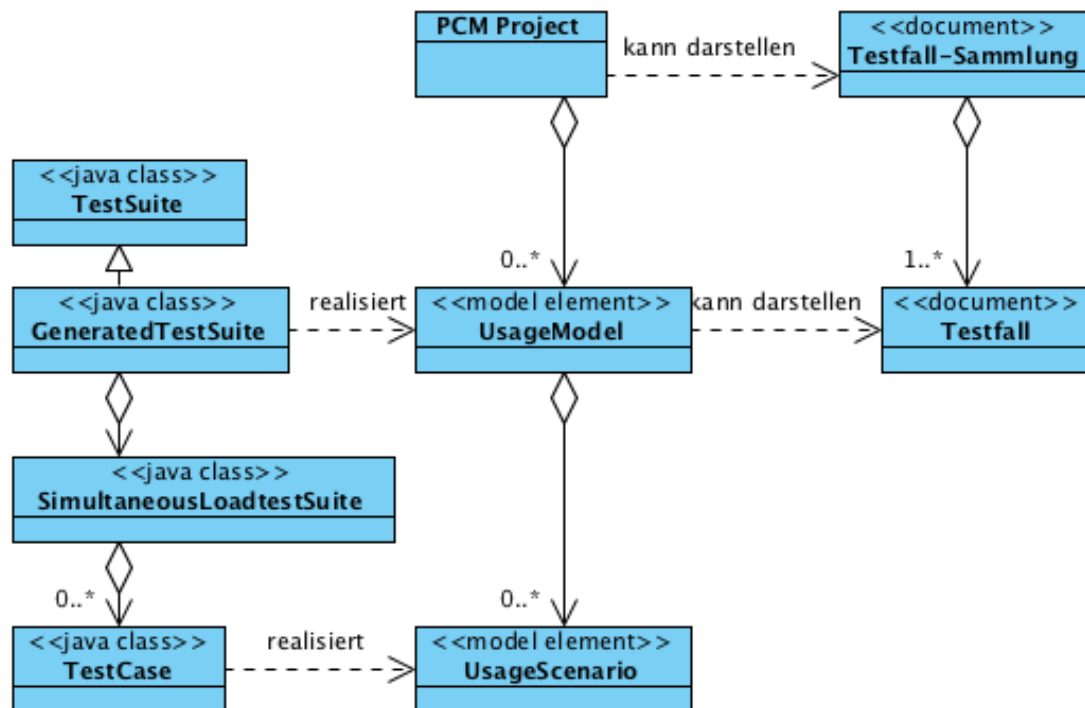 PCM Project
kann darstellen
<<document>>
Testfall-Sammlung
<<java class>>
TestSuite
0..*
1..*
<<java class>>
GeneratedTestSuite
realisiert
<<model element>>
UsageModel
kann darstellen
<<document>>
Testfall
<<java class>>
SimultaneousLoadtestSuite
0..*
0..*
<<java class>>
TestCase
realisiert
<<model element>>
UsageScenario